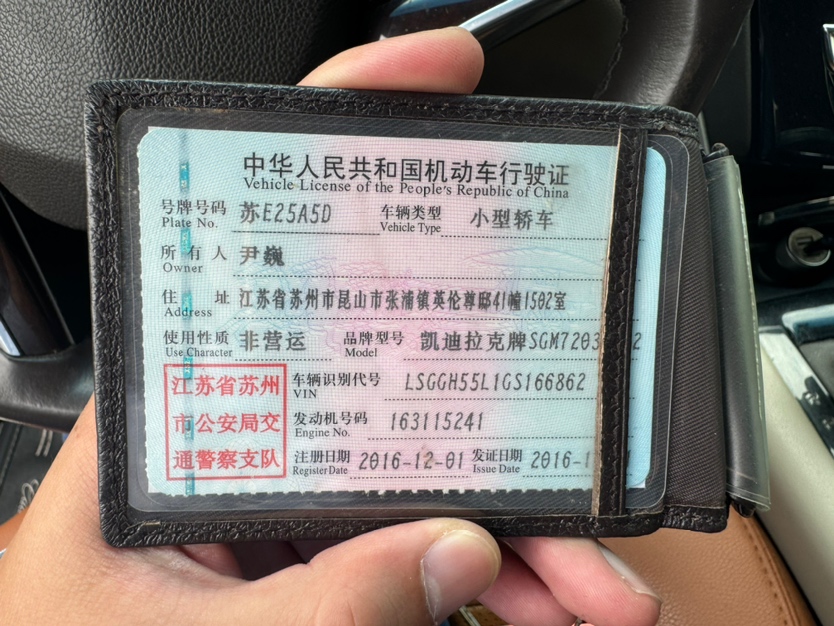 中华人民共和国机动车行驶证
Vehicle License of the People's Republic of China
号牌号码 苏E25A5D 车辆类型 小型轿车
Plate No. Vehicle Type
所有人 尹巍
Owner
住址 江苏省苏州市昆山市张浦镇英伦尊邸41幢1502室
Address
使用性质 非营运 品牌型号 凯迪拉克牌SGM7203 2
Use Character Model
江苏省苏州 车辆识别代号 LSGGH55L1GS166862
VIN
市公安局交 发动机号码 163115241
Engine No.
通警察支队 注册日期 2016-12-01 发证日期 2016-1
Register Date Issue Date